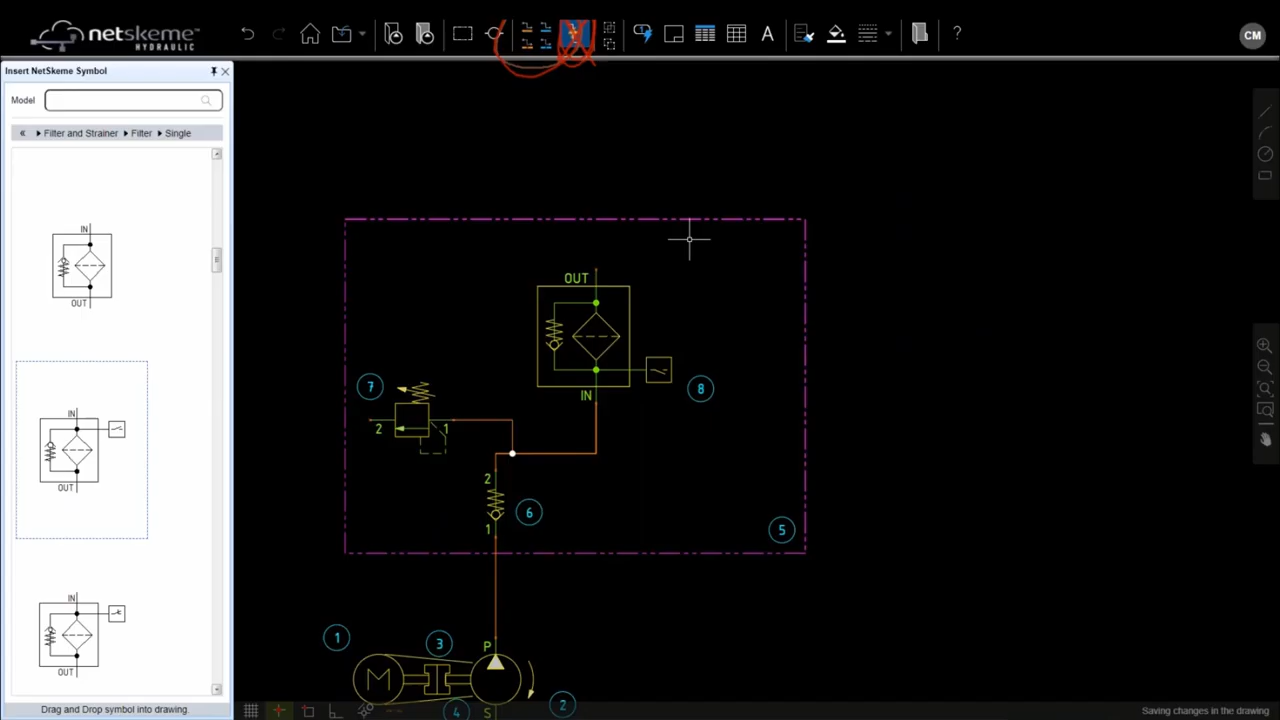 netskeme™
HYDRAULIC
A
?
CM
Insert NetSkeme Symbol
Model
« Filter and Strainer Filter Single
IN
OUT
IN
OUT
IN
OUT
OUT
IN
7
8
2
1
2
6
1
5
1
3
P
M
4
S
2
Drag and Drop symbol into drawing.
Saving changes in the drawing